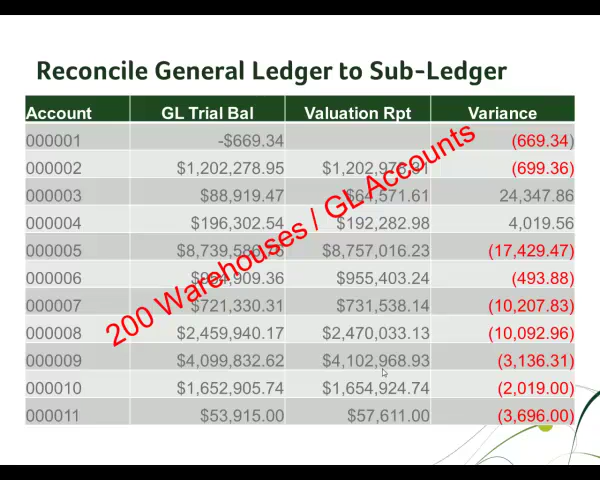 Reconcile General Ledger to Sub-Ledger
Account GL Trial Bal Valuation Rpt Variance
000001 -$669.34 (669.34)
000002 $1,202,278.95 (699.36)
000003 $88,919.47 24,347.86
000004 $196,302.54 $192,282.98 4,019.56
000005 $8,757,016.23 (17,429.47)
000006 $955,403.24 (493.88)
000007 $721,330.31 $731,538.14 (10,207.83)
000008 $2,459,940.17 $2,470,033.13 (10,092.96)
000009 $4,099,832.62 $4,102,968.93 (3,136.31)
000010 $1,652,905.74 $1,654,924.74 (2,019.00)
000011 $53,915.00 $57,611.00 (3,696.00)
200 Warehouses / GL Accounts